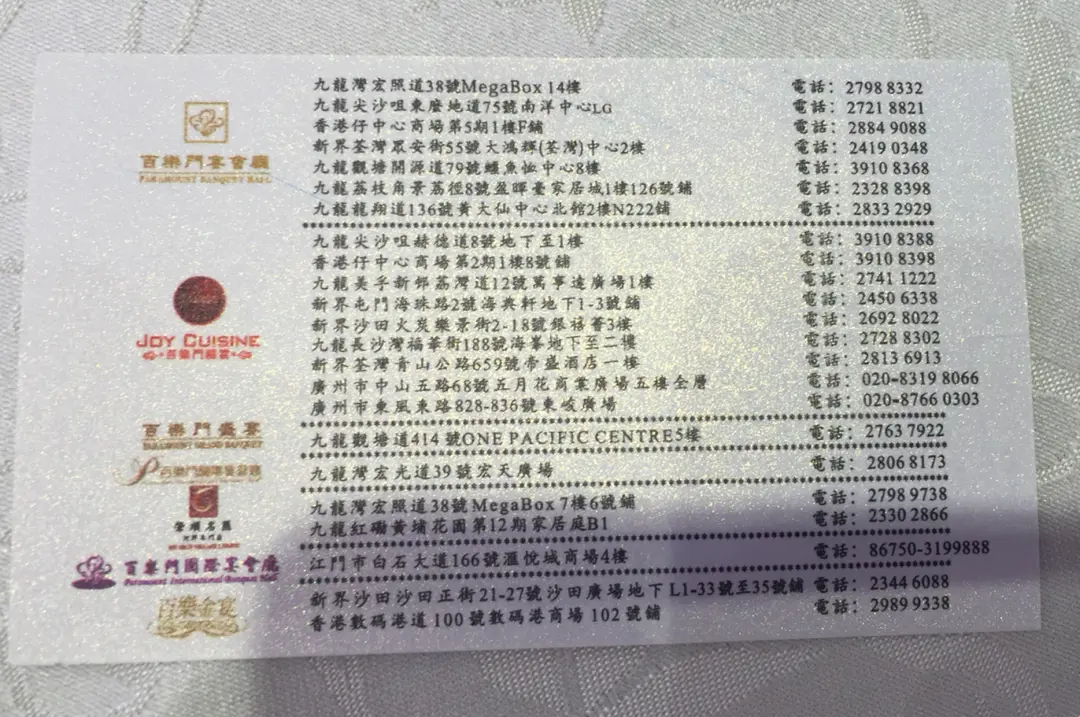 百樂門宴會廳
PARAMOUNT BANQUET HALL
九龍灣宏照道38號MegaBox 14樓 電話：2798 8332
九龍尖沙咀東麼地道75號南洋中心LG 電話：2721 8821
香港仔中心商場第5期1樓F鋪 電話：2884 9088
新界荃灣眾安街55號大鴻輝(荃灣)中心2樓 電話：2419 0348
九龍觀塘開源道79號鱷魚恤中心8樓 電話：3910 8368
九龍荔枝角景荔徑8號盈暉臺家居城1樓126號鋪 電話：2328 8398
九龍龍翔道136號黃大仙中心北館2樓N222鋪 電話：2833 2929
JOY CUISINE
百樂門囍宴
九龍尖沙咀赫德道8號地下至1樓 電話：3910 8388
香港仔中心商場第2期1樓8號鋪 電話：3910 8398
九龍美孚新邨荔灣道12號萬事達廣場1樓 電話：2741 1222
新界屯門海珠路2號海典軒地下1-3號鋪 電話：2450 6338
新界沙田火炭樂景街2-18號銀禧薈3樓 電話：2692 8022
九龍長沙灣福華街188號海峯地下至二樓 電話：2728 8302
新界荃灣青山公路659號帝盛酒店一樓 電話：2813 6913
廣州市中山五路68號五月花商業廣場五樓全層 電話：020-8319 8066
廣州市東風東路828-836號東峻廣場 電話：020-8766 0303
百樂門盛宴
PARAMOUNT GRAND BANQUET
九龍觀塘道414號ONE PACIFIC CENTRE5樓 電話：2763 7922
九龍灣宏光道39號宏天廣場 電話：2806 8173
九龍灣宏照道38號MegaBox 7樓6號鋪 電話：2798 9738
九龍紅磡黃埔花園第12期家居庭B1 電話：2330 2866
百樂門國際宴會廳
Paramount International Banquet Hall
江門市白石大道166號滙悅城商場4樓 電話：86750-3199888
百樂金宴
新界沙田沙田正街21-27號沙田廣場地下L1-33號至35號鋪 電話：2344 6088
香港數碼港道100號數碼港商場102號鋪 電話：2989 9338